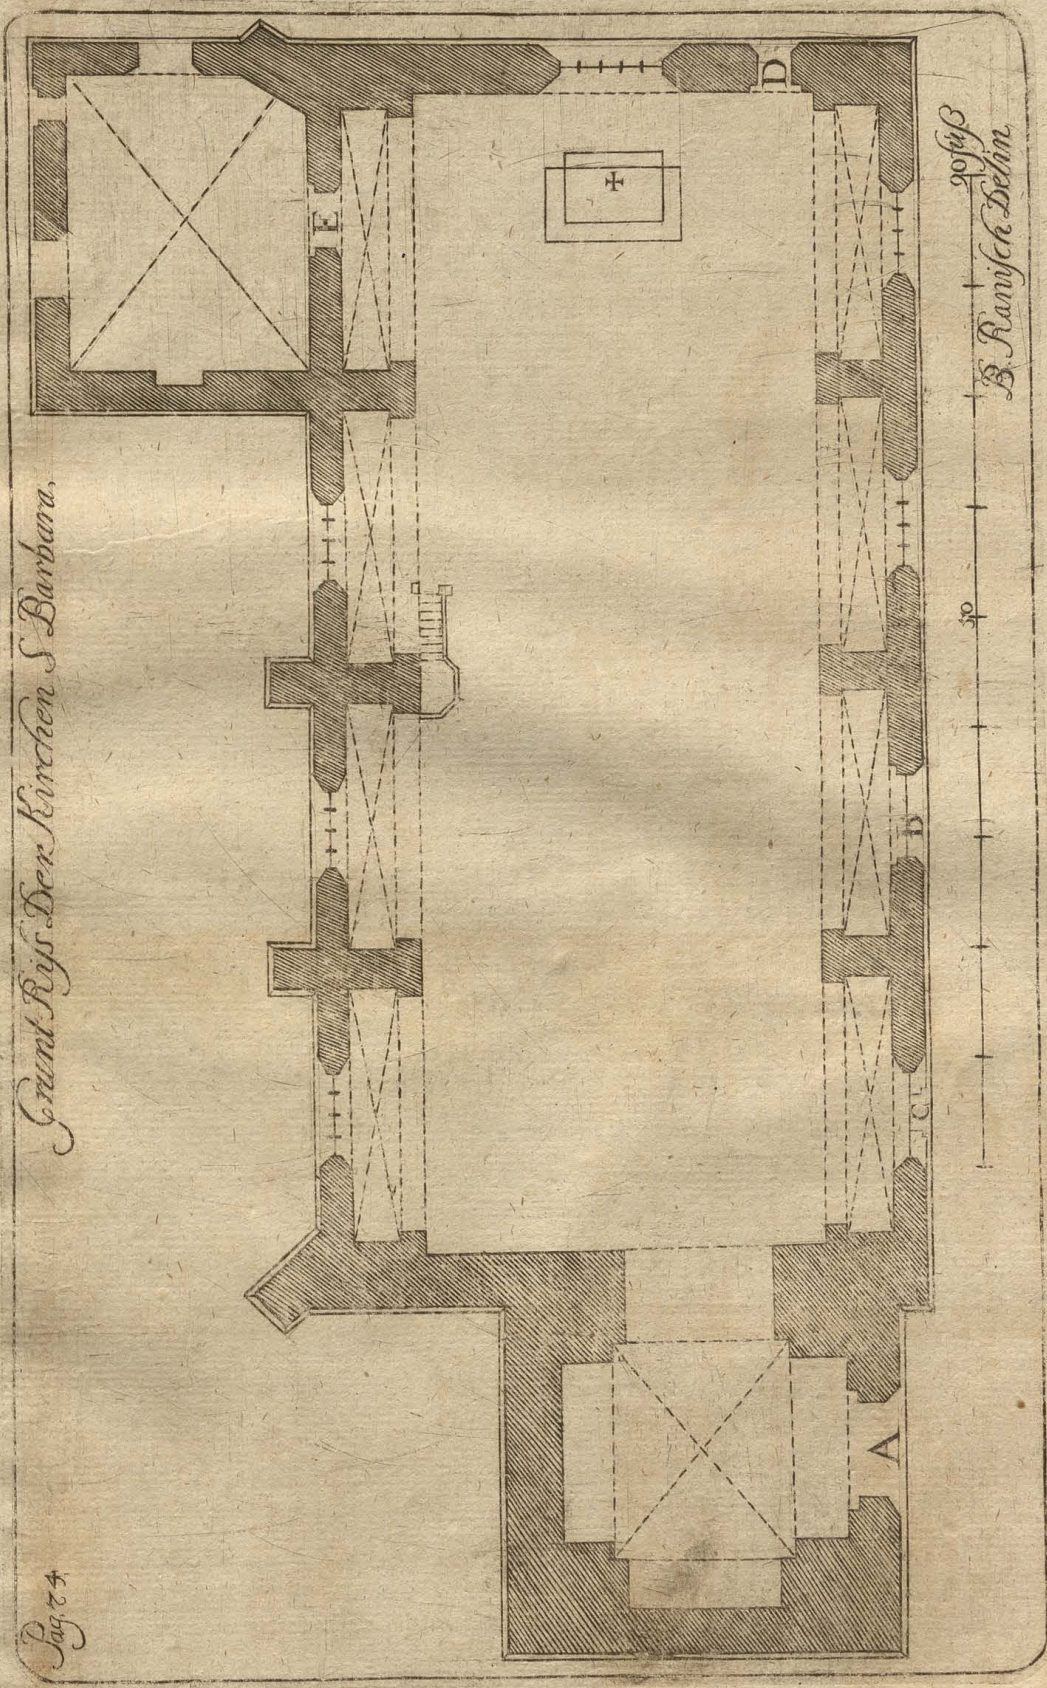 Pag. 74.
Grunt Riſs Der Kirchen S Barbara.
D
E
D
C
A
50
90 fuß
B. Raniſch Delin